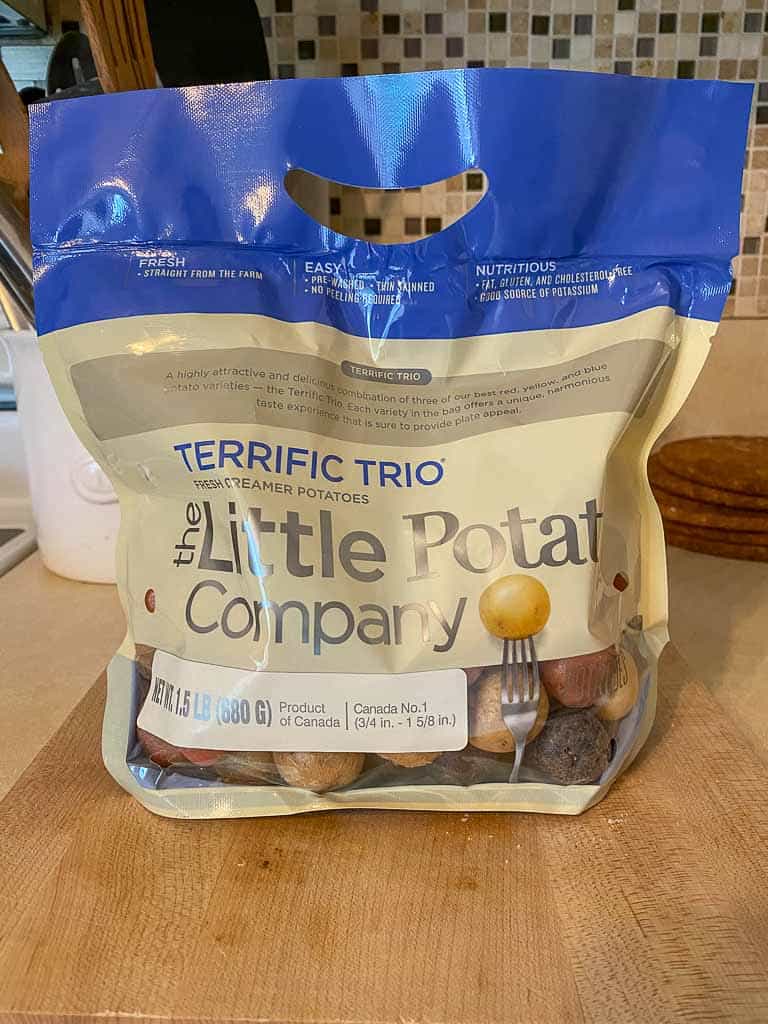 FRESH
• STRAIGHT FROM THE FARM
EASY
• PRE-WASHED • THIN SKINNED
• NO PEELING REQUIRED
NUTRITIOUS
• FAT, GLUTEN, AND CHOLESTEROL FREE
• GOOD SOURCE OF POTASSIUM
TERRIFIC TRIO
A highly attractive and delicious combination of three of our best red, yellow, and blue
potato varieties — the Terrific Trio. Each variety in the bag offers a unique, harmonious
taste experience that is sure to provide plate appeal.
TERRIFIC TRIO®
FRESH CREAMER POTATOES
the Little Potat
Company
NET WT. 1.5 LB (680 G)
Product
of Canada
Canada No.1
(3/4 in. - 1 5/8 in.)